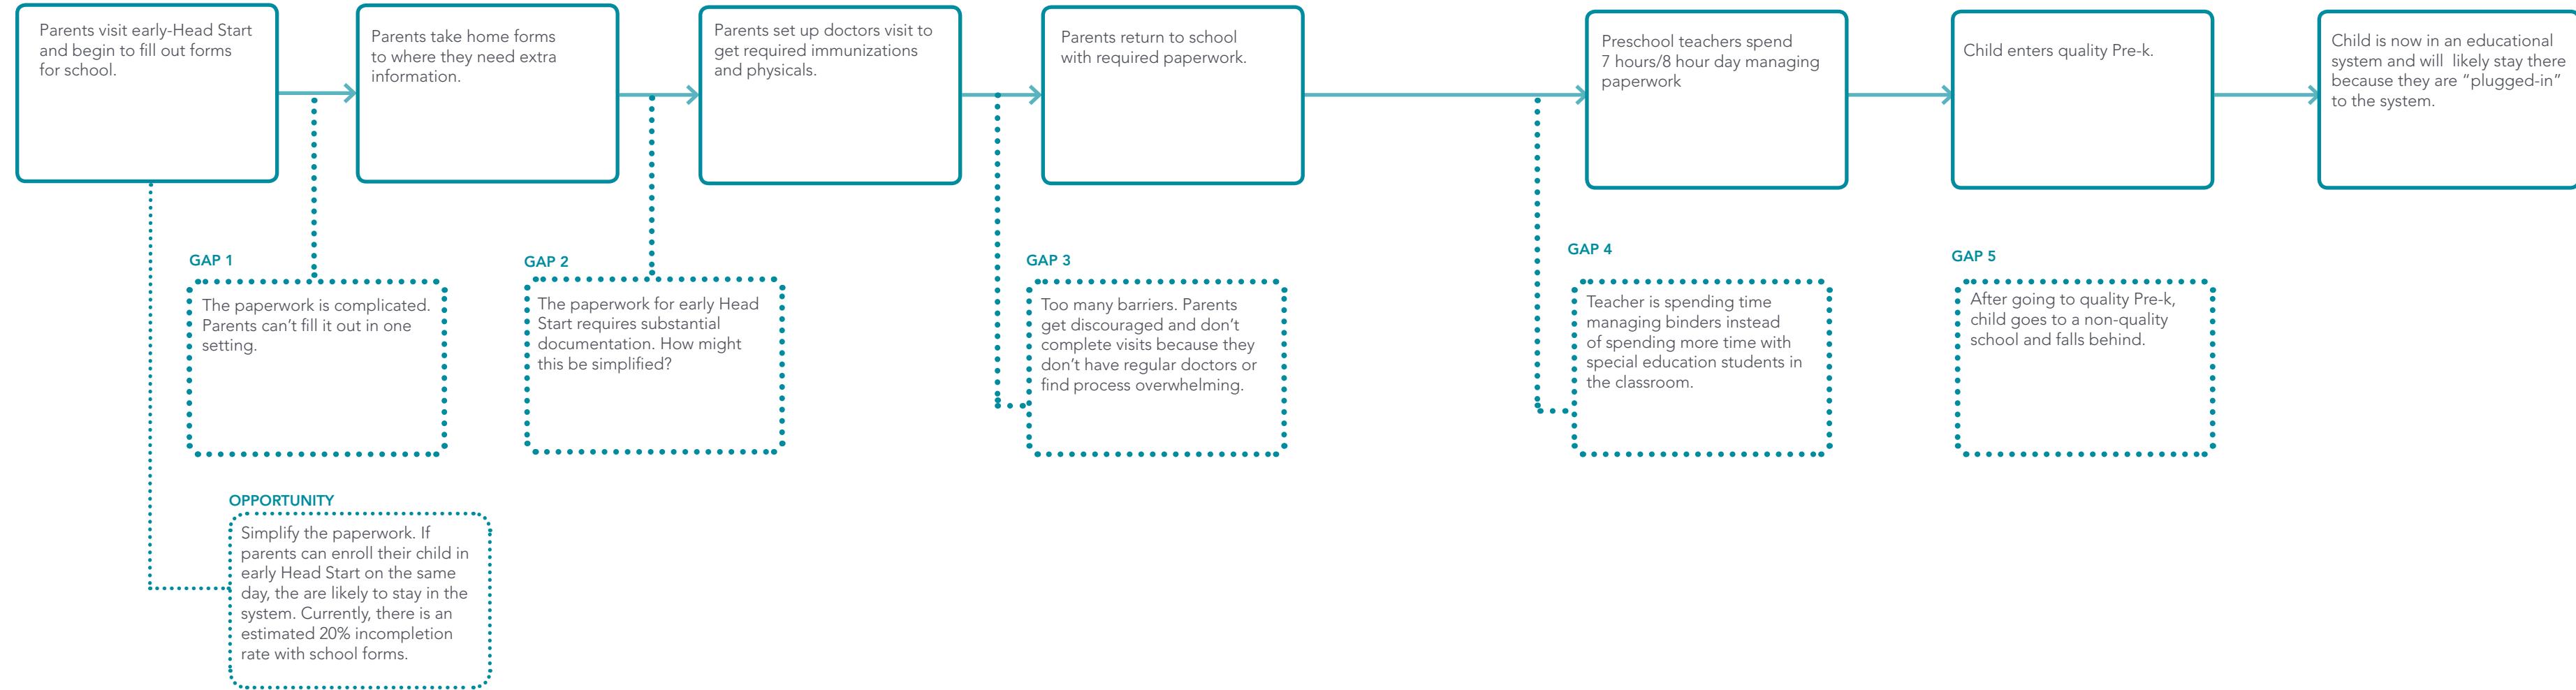 Parents visit early-Head Start
and begin to fill out forms
for school.
Parents take home forms
to where they need extra
information.
Parents set up doctors visit to
get required immunizations
and physicals.
Parents return to school
with required paperwork.
Preschool teachers spend
7 hours/8 hour day managing
paperwork
Child enters quality Pre-k.
Child is now in an educational
system and will likely stay there
because they are “plugged-in”
to the system.
GAP 1
The paperwork is complicated.
Parents can’t fill it out in one
setting.
GAP 2
The paperwork for early Head
Start requires substantial
documentation. How might
this be simplified?
GAP 3
Too many barriers. Parents
get discouraged and don’t
complete visits because they
don’t have regular doctors or
find process overwhelming.
GAP 4
Teacher is spending time
managing binders instead
of spending more time with
special education students in
the classroom.
GAP 5
After going to quality Pre-k,
child goes to a non-quality
school and falls behind.
OPPORTUNITY
Simplify the paperwork. If
parents can enroll their child in
early Head Start on the same
day, the are likely to stay in the
system. Currently, there is an
estimated 20% incompletion
rate with school forms.